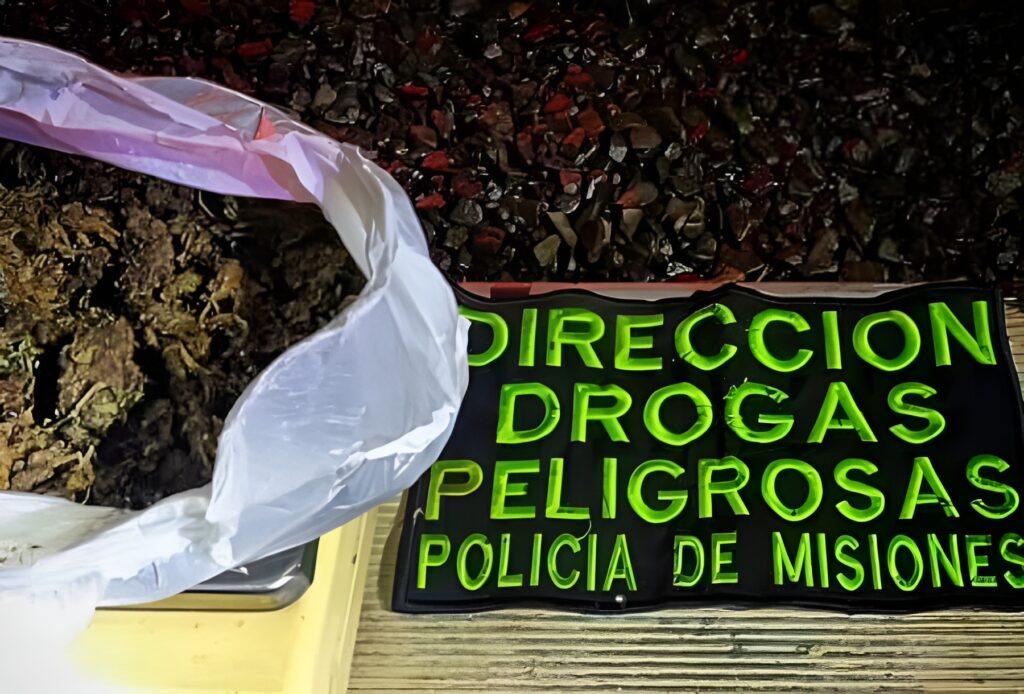 DIRECCION
DROGAS
PELIGROSAS
POLICIA DE MISIONES